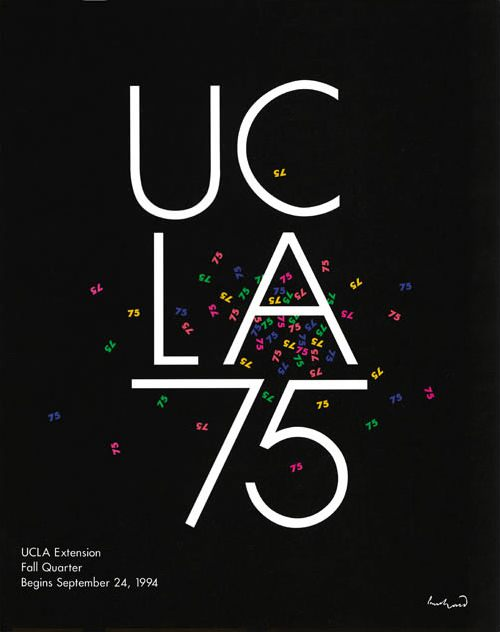 UC
LA
75
UCLA Extension
Fall Quarter
Begins September 24, 1994